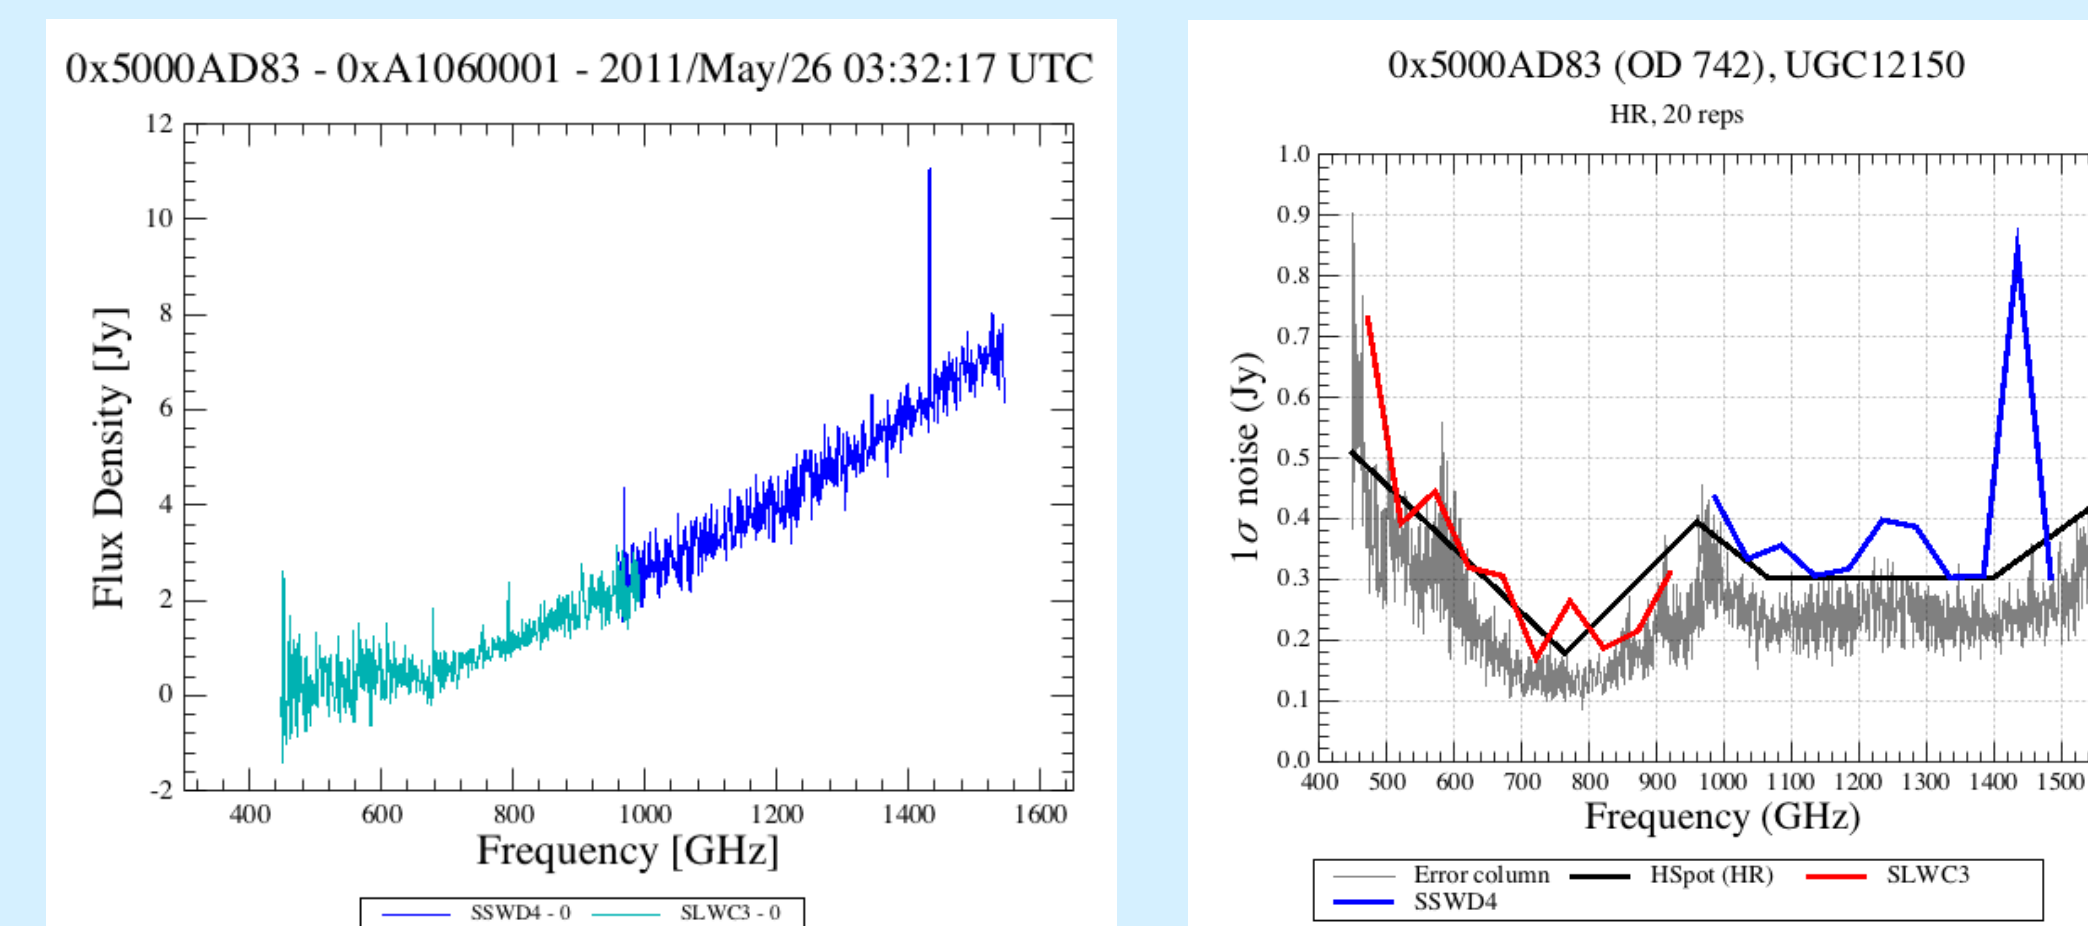 0x5000AD83 - 0xA1060001 - 2011/May/26 03:32:17 UTC
12
10
8
6
4
2
0
-2
Flux Density [Jy]
400 600 800 1000 1200 1400 1600
Frequency [GHz]
SSWD4 - 0 SLWC3 - 0
0x5000AD83 (OD 742), UGC12150
HR, 20 reps
1.0
0.9
0.8
0.7
0.6
0.5
0.4
0.3
0.2
0.1
0.0
1σ noise (Jy)
400 500 600 700 800 900 1000 1100 1200 1300 1400 1500
Frequency (GHz)
Error column HSpot (HR) SLWC3
SSWD4